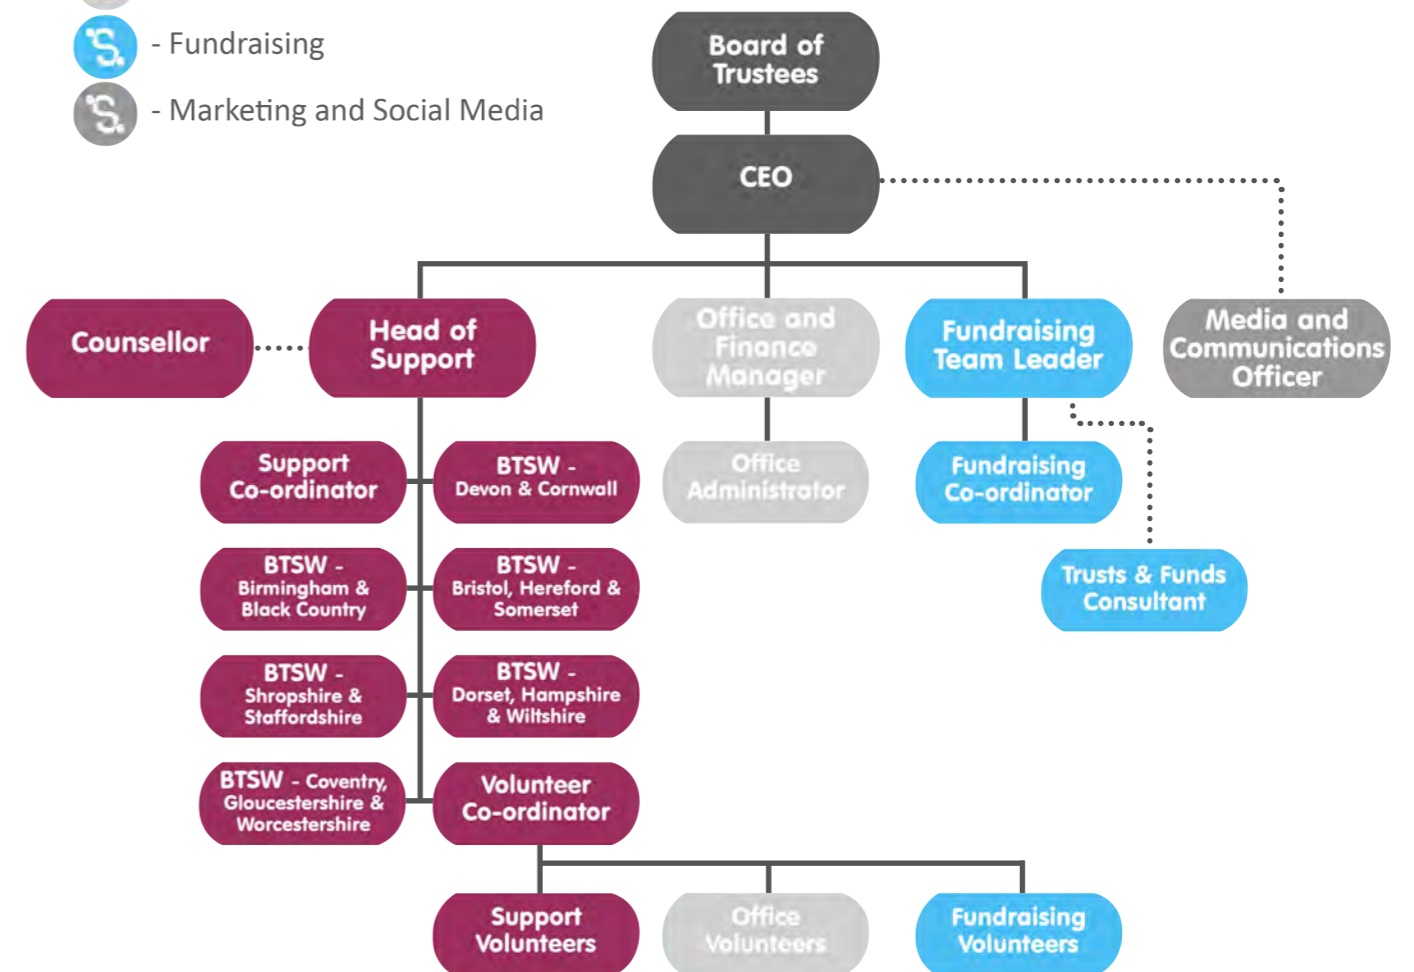 - Fundraising
- Marketing and Social Media
Board of
Trustees
CEO
Counsellor
Head of
Support
Office and
Finance
Manager
Fundraising
Team Leader
Media and
Communications
Officer
Support
Co-ordinator
BTSW -
Devon & Cornwall
Office
Administrator
Fundraising
Co-ordinator
BTSW -
Birmingham &
Black Country
BTSW -
Bristol, Hereford &
Somerset
Trusts & Funds
Consultant
BTSW -
Shropshire &
Staffordshire
BTSW -
Dorset, Hampshire
& Wiltshire
BTSW - Coventry,
Gloucestershire &
Worcestershire
Volunteer
Co-ordinator
Support
Volunteers
Office
Volunteers
Fundraising
Volunteers